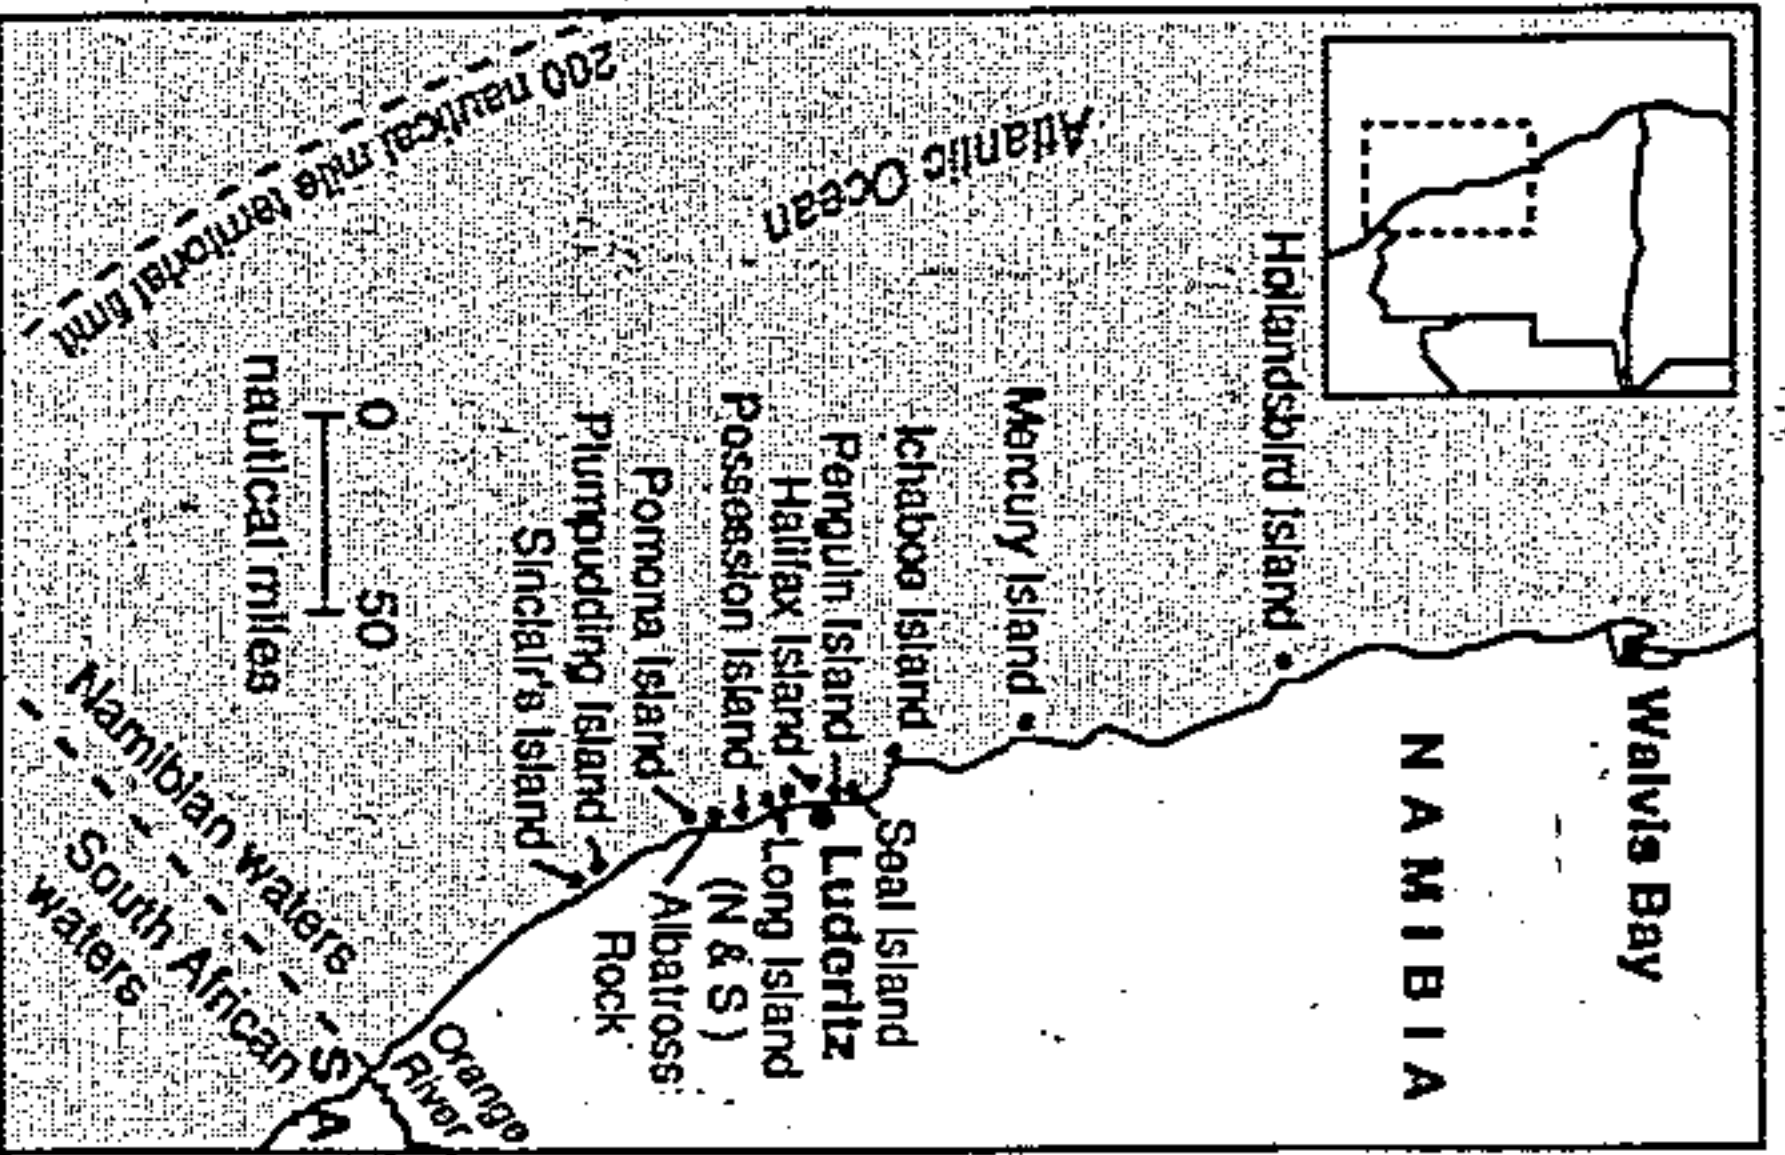 Walvis Bay
NAMIBIA
Hollandsbird Island
Atlantic Ocean
Mercury Island
Ichaboe Island
Seal Island
Penguin Island
Luderitz
Halifax Island
Long Island
(N & S)
Possession Island
Albatross
Rock
Pomona Island
Plumpudding Island
Sinclair's Island
200 nautical mile territorial limit
0 50
nautical miles
Orange
River
Namibian waters
South African
waters
SA